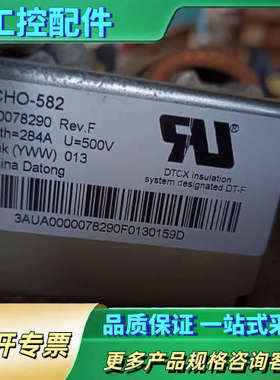 工控配件
CHO-582
0078290 Rev.F
th=284A U=500V
ek (YWW) 013
ina Datong
DTCX insulation
system designated DT-F
3AUA0000078290F0130159D
品质保证 一站式采
开专票
更多产品规格咨询客